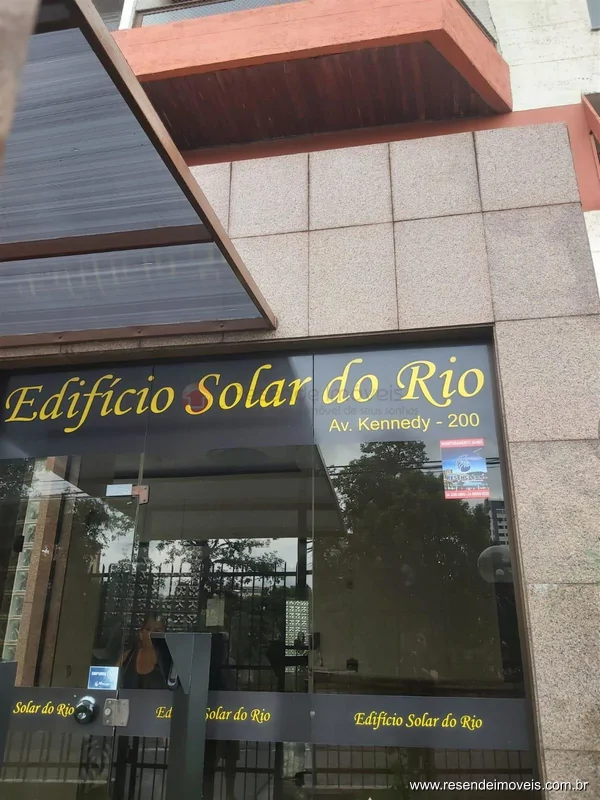 Edifício Solar do Rio
Av. Kennedy - 200
Solar do Rio
Edifício Solar do Rio
Edifício Solar do Rio
www.resendeimoveis.com.br